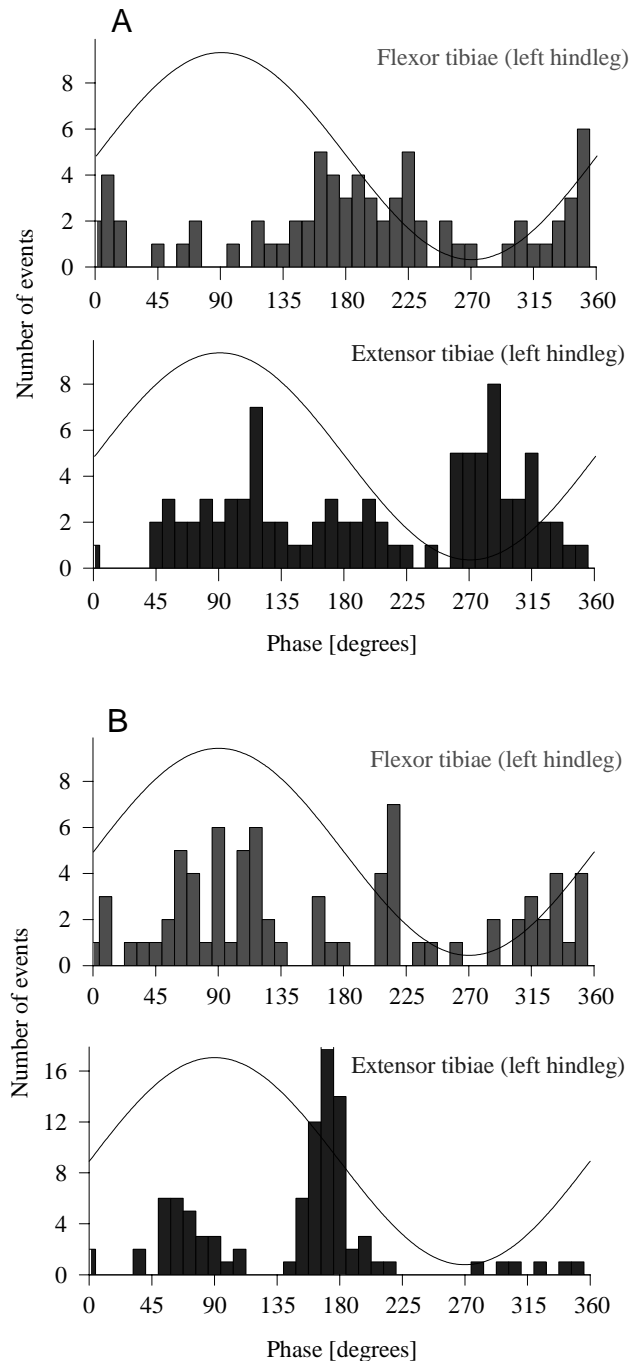 A
Flexor tibiae (left hindleg)
8
6
4
2
0
0 45 90 135 180 225 270 315 360
Number of events
Extensor tibiae (left hindleg)
8
6
4
2
0
0 45 90 135 180 225 270 315 360
Phase [degrees]
B
Flexor tibiae (left hindleg)
8
6
4
2
0
0 45 90 135 180 225 270 315 360
Number of events
Extensor tibiae (left hindleg)
16
12
8
4
0
0 45 90 135 180 225 270 315 360
Phase [degrees]